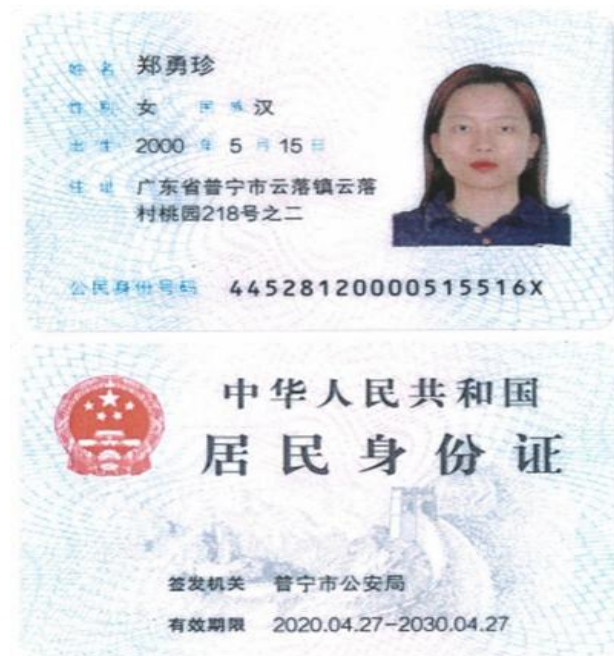 姓名 郑勇珍
性别 女 民族 汉
出生 2000 年 5 月 15 日
住址 广东省普宁市云落镇云落
村桃园218号之二
公民身份号码 44528120000515516X
中华人民共和国
居民身份证
签发机关 普宁市公安局
有效期限 2020.04.27-2030.04.27